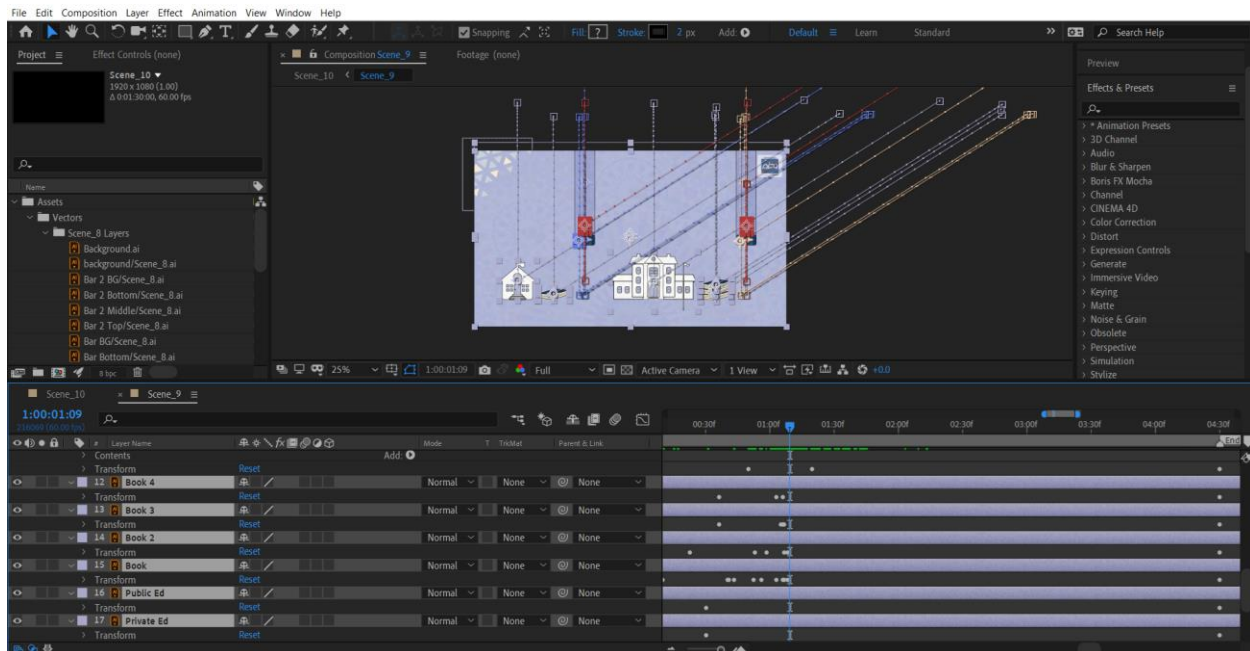 File Edit Composition Layer Effect Animation View Window Help
Snapping Fill: ? Stroke: 2 px Add: Default Learn Standard Search Help
Project Effect Controls (none)
Composition Scene_9 Footage (none)
Scene_10 Scene_9
Scene_10
1920 x 1080 (1.00)
Δ 0:01:30:00, 60.00 fps
Name
Assets
Vectors
Scene_8 Layers
Background.ai
background/Scene_8.ai
Bar 2 BG/Scene_8.ai
Bar 2 Bottom/Scene_8.ai
Bar 2 Middle/Scene_8.ai
Bar 2 Top/Scene_8.ai
Bar BG/Scene_8.ai
Bar Bottom/Scene_8.ai
8 bpc
25% 1:00:01:09 Full Active Camera 1 View +0.0
Preview
Effects & Presets
* Animation Presets
3D Channel
Audio
Blur & Sharpen
Boris FX Mocha
Channel
CINEMA 4D
Color Correction
Distort
Expression Controls
Generate
Immersive Video
Keying
Matte
Noise & Grain
Obsolete
Perspective
Simulation
Stylize
Scene_10 Scene_9
1:00:01:09
00:30f 01:00f 01:30f 02:00f 02:30f 03:00f 03:30f 04:00f 04:30f
# Layer Name Mode T TrkMat Parent & Link End
Contents Add:
Transform Reset
12 Book 4 Normal None None
Transform Reset
13 Book 3 Normal None None
Transform Reset
14 Book 2 Normal None None
Transform Reset
15 Book Normal None None
Transform Reset
16 Public Ed Normal None None
Transform Reset
17 Private Ed Normal None None
Transform Reset